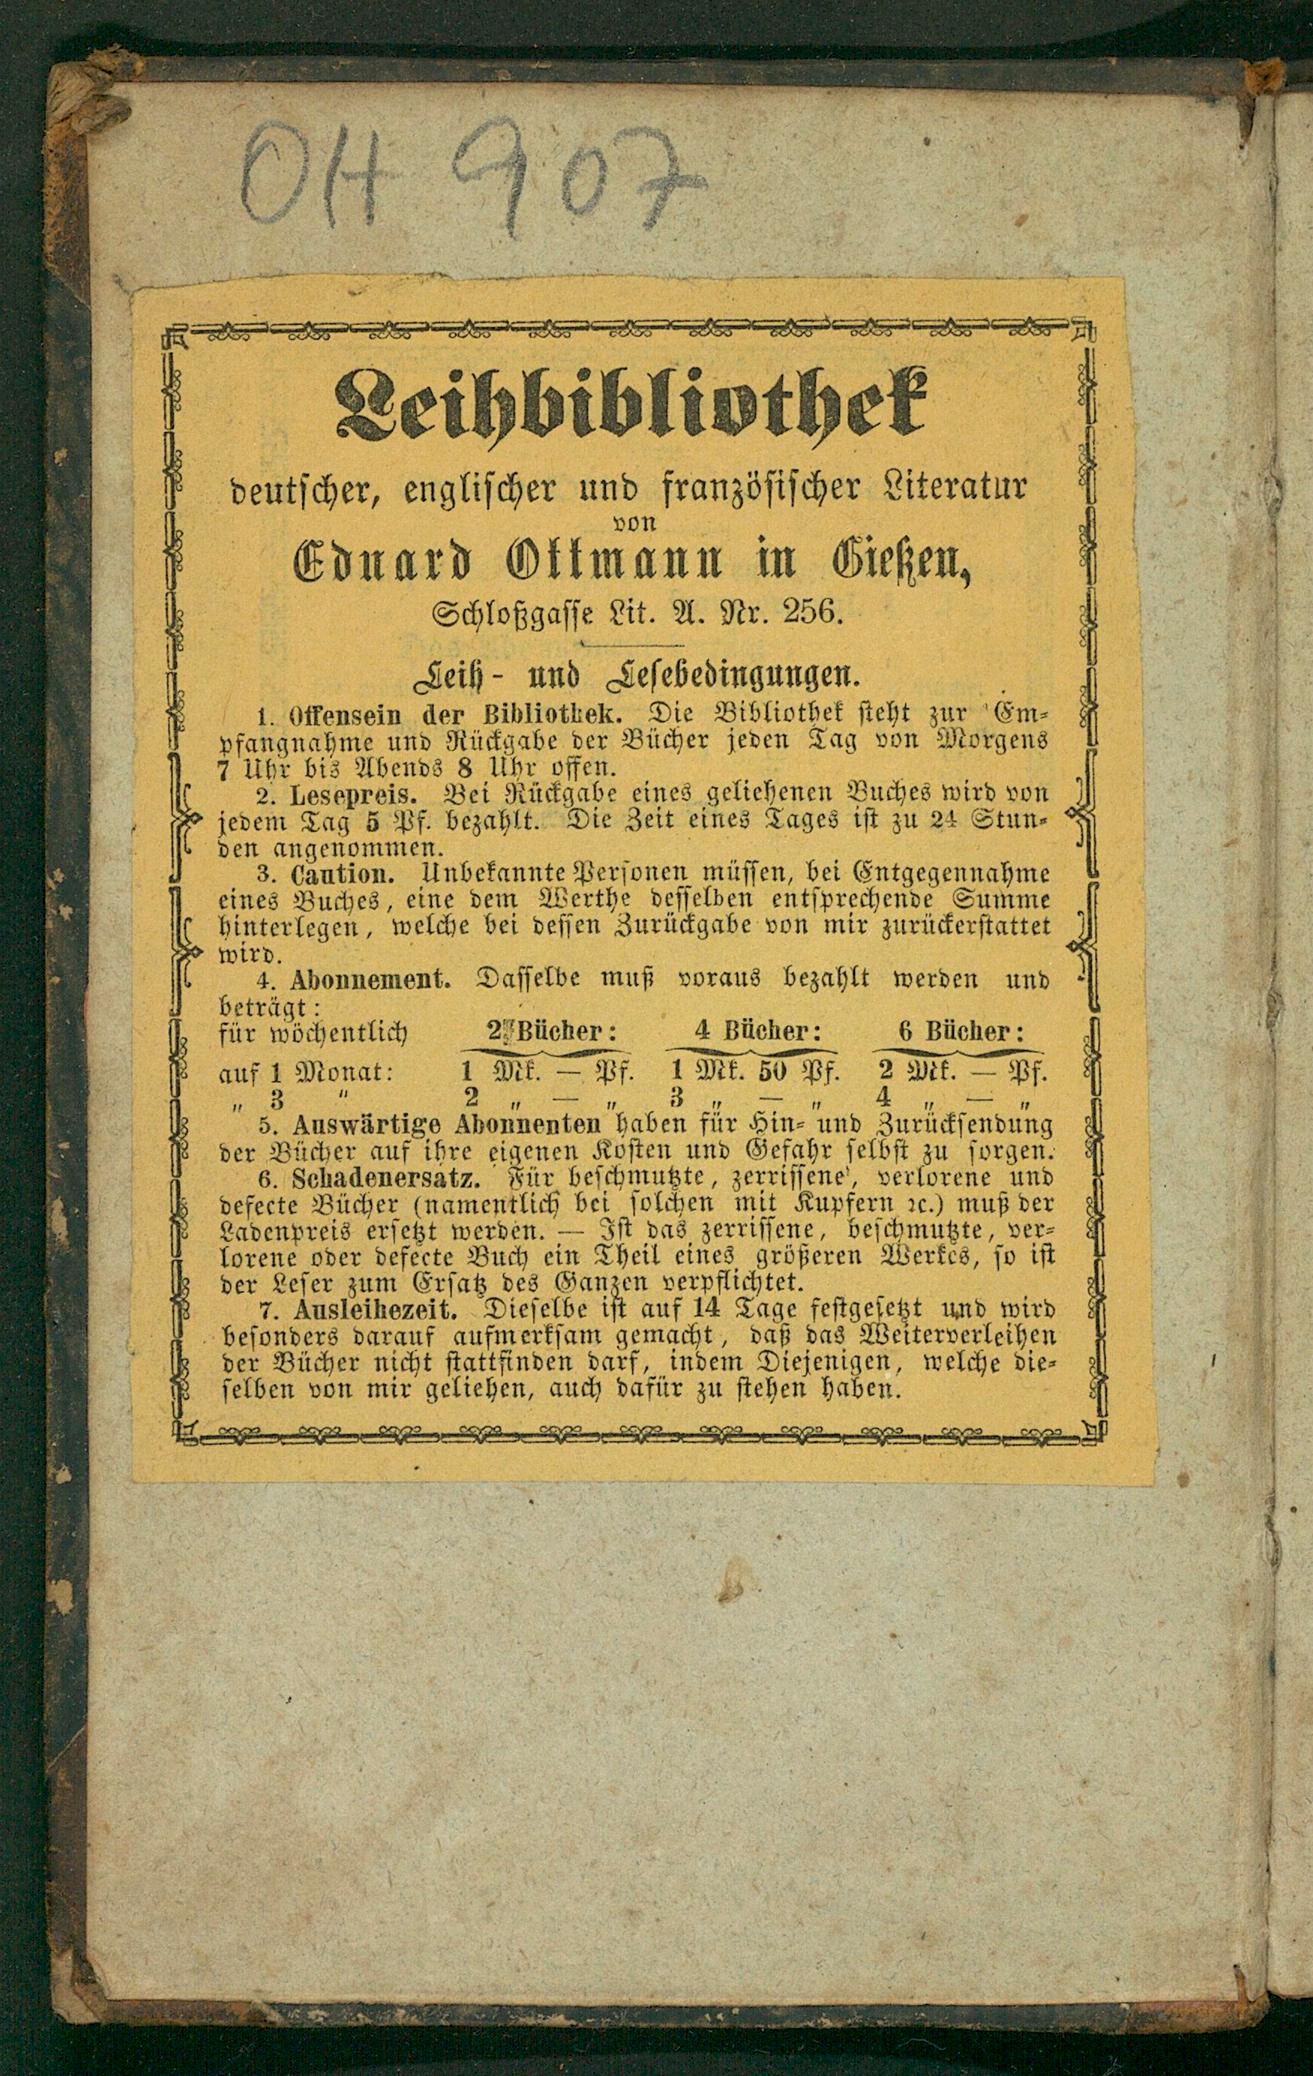 OH 907
Leihbibliothek
deutscher, englischer und französischer Literatur
von
Eduard Ottmann in Gießen,
Schloßgasse Lit. A. Nr. 256.
Leih- und Lesebedingungen.
1. Offensein der Bibliothek. Die Bibliothek steht zur Em-
pfangnahme und Rückgabe der Bücher jeden Tag von Morgens
7 Uhr bis Abends 8 Uhr offen.
2. Lesepreis. Bei Rückgabe eines geliehenen Buches wird von
jedem Tag 5 Pf. bezahlt. Die Zeit eines Tages ist zu 24 Stun-
den angenommen.
3. Caution. Unbekannte Personen müssen, bei Entgegennahme
eines Buches, eine dem Werthe desselben entsprechende Summe
hinterlegen, welche bei dessen Zurückgabe von mir zurückerstattet
wird.
4. Abonnement. Dasselbe muß voraus bezahlt werden und
beträgt:
für wöchentlich 2 Bücher: 4 Bücher: 6 Bücher:
auf 1 Monat: 1 Mk. — Pf. 1 Mk. 50 Pf. 2 Mk. — Pf.
„ 3 „ 2 „ — „ 3 „ — „ 4 „ — „
5. Auswärtige Abonnenten haben für Hin- und Zurücksendung
der Bücher auf ihre eigenen Kosten und Gefahr selbst zu sorgen.
6. Schadenersatz. Für beschmutzte, zerrissene, verlorene und
defecte Bücher (namentlich bei solchen mit Kupfern ꝛc.) muß der
Ladenpreis ersetzt werden. — Ist das zerrissene, beschmutzte, ver-
lorene oder defecte Buch ein Theil eines größeren Werkes, so ist
der Leser zum Ersatz des Ganzen verpflichtet.
7. Ausleihezeit. Dieselbe ist auf 14 Tage festgesetzt und wird
besonders darauf aufmerksam gemacht, daß das Weiterverleihen
der Bücher nicht stattfinden darf, indem Diejenigen, welche die-
selben von mir geliehen, auch dafür zu stehen haben.